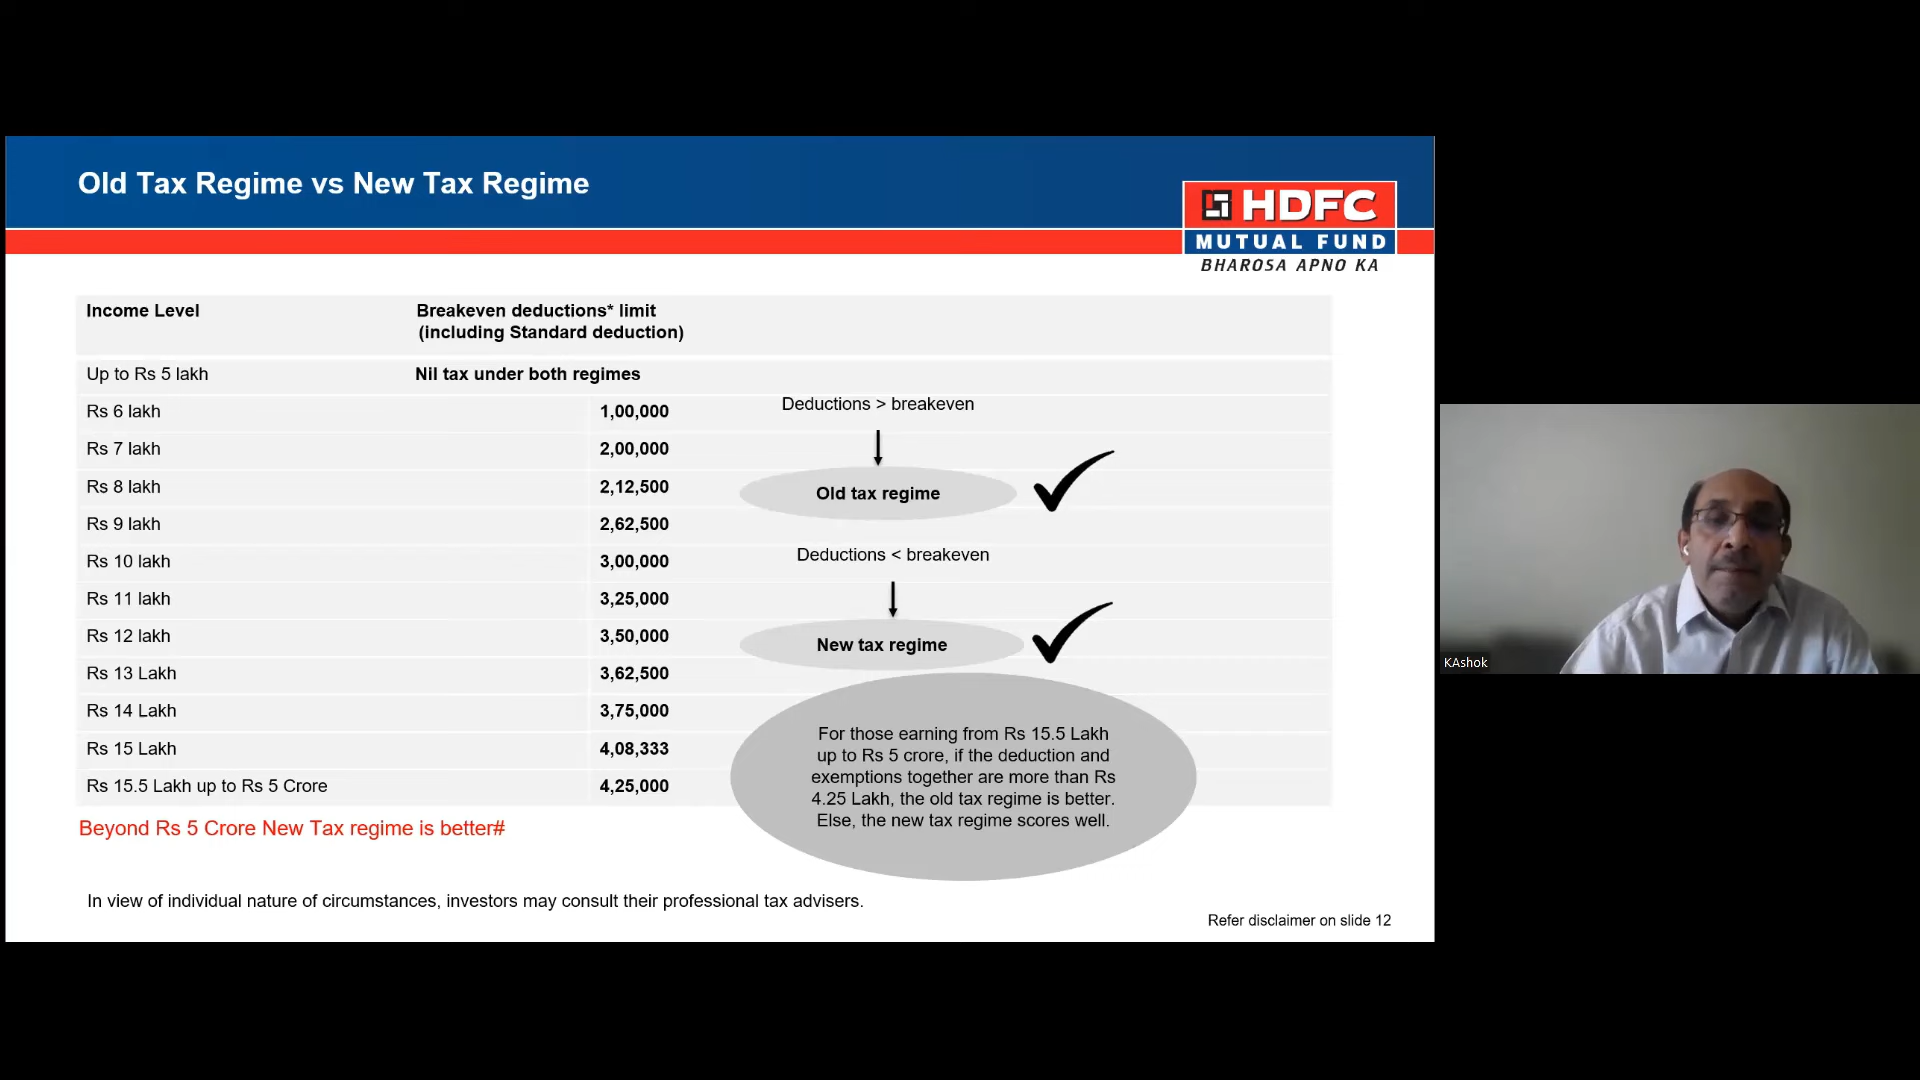 Old Tax Regime vs New Tax Regime
HDFC
MUTUAL FUND
BHAROSA APNO KA
Income Level
Breakeven deductions* limit
(including Standard deduction)
Up to Rs 5 lakh Nil tax under both regimes
Rs 6 lakh 1,00,000
Rs 7 lakh 2,00,000
Rs 8 lakh 2,12,500
Rs 9 lakh 2,62,500
Rs 10 lakh 3,00,000
Rs 11 lakh 3,25,000
Rs 12 lakh 3,50,000
Rs 13 Lakh 3,62,500
Rs 14 Lakh 3,75,000
Rs 15 Lakh 4,08,333
Rs 15.5 Lakh up to Rs 5 Crore 4,25,000
Deductions > breakeven
Old tax regime
Deductions < breakeven
New tax regime
For those earning from Rs 15.5 Lakh
up to Rs 5 crore, if the deduction and
exemptions together are more than Rs
4.25 Lakh, the old tax regime is better.
Else, the new tax regime scores well.
Beyond Rs 5 Crore New Tax regime is better#
In view of individual nature of circumstances, investors may consult their professional tax advisers.
Refer disclaimer on slide 12
KAshok